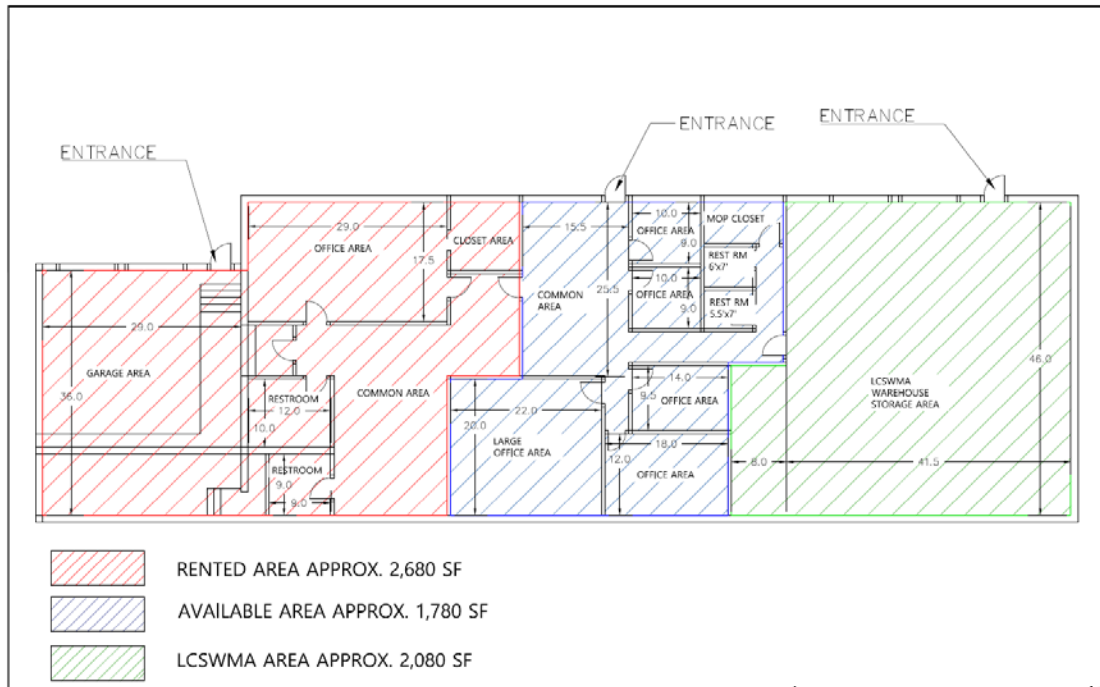 ENTRANCE
ENTRANCE
ENTRANCE
29.0
OFFICE AREA
17.5
CLOSET AREA
15.5
COMMON
AREA
25.5
10.0
OFFICE AREA
9.0
10.0
OFFICE AREA
9.0
MOP CLOSET
REST RM
6'x7'
REST RM
5.5'x7'
29.0
GARAGE AREA
36.0
RESTROOM
12.0
10.0
COMMON AREA
RESTROOM
9.0
9.0
22.0
20.0
LARGE
OFFICE AREA
14.0
9.5
OFFICE AREA
18.0
12.0
OFFICE AREA
8.0
41.5
46.0
LCSWMA
WAREHOUSE
STORAGE AREA
RENTED AREA APPROX. 2,680 SF
AVAILABLE AREA APPROX. 1,780 SF
LCSWMA AREA APPROX. 2,080 SF